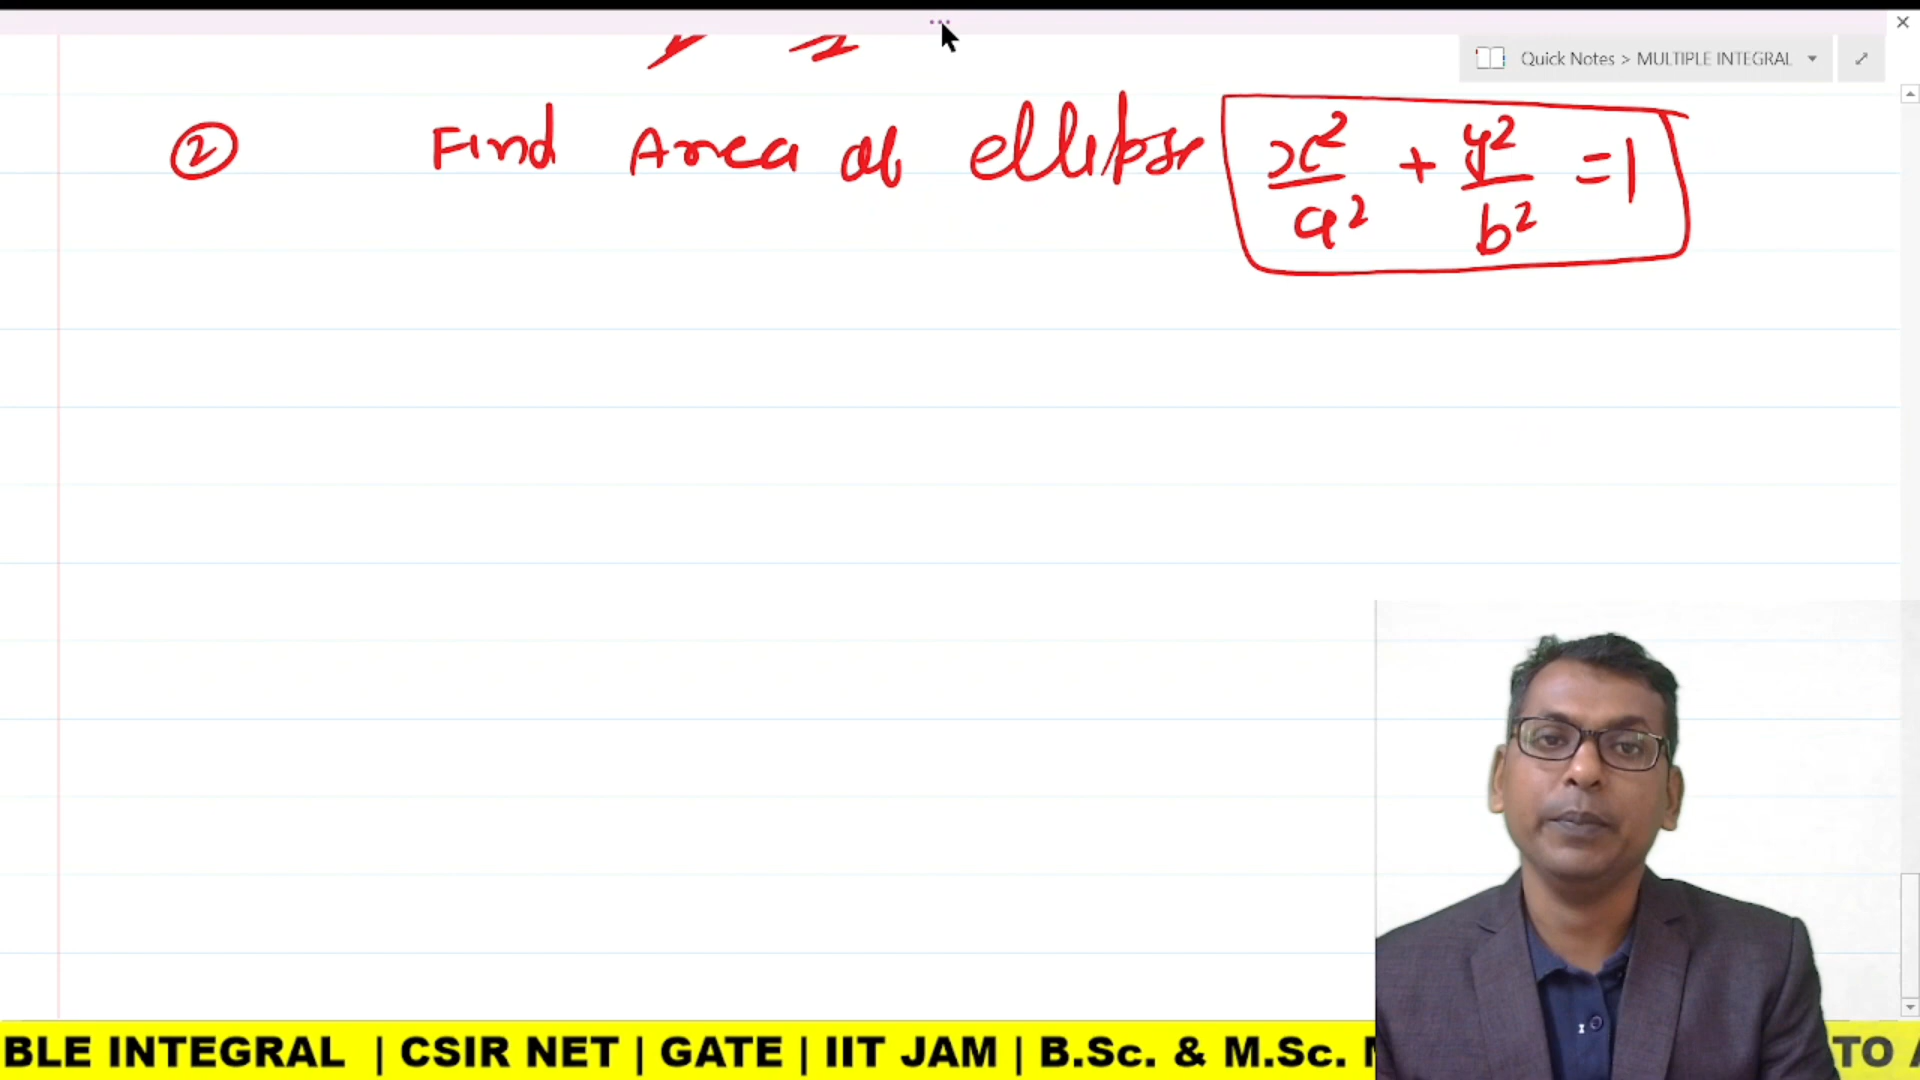 Quick Notes > MULTIPLE INTEGRAL
② Find Area of ellipse x²/a² + y²/b² = 1
BLE INTEGRAL | CSIR NET | GATE | IIT JAM | B.Sc. & M.Sc. TO